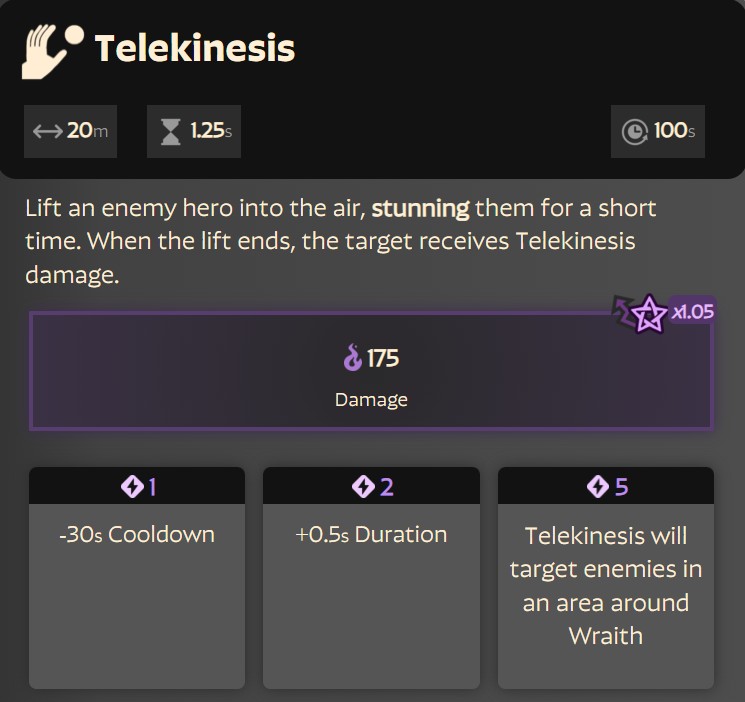 Telekinesis
20m 1.25s 100s
Lift an enemy hero into the air, stunning them for a short
time. When the lift ends, the target receives Telekinesis
damage.
x1.05
175
Damage
1
-30s Cooldown
2
+0.5s Duration
5
Telekinesis will
target enemies in
an area around
Wraith